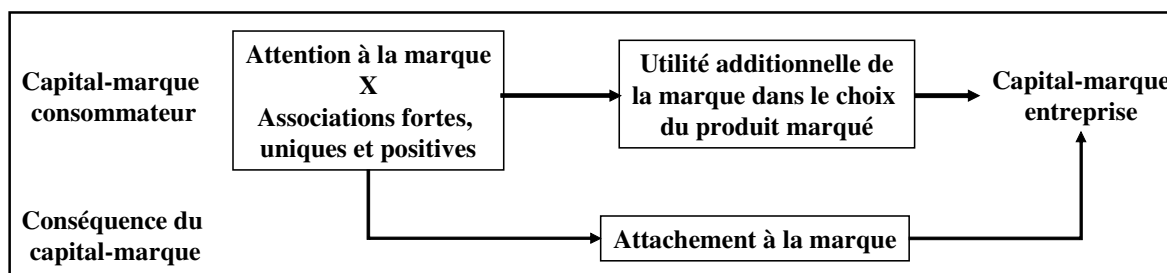 Capital-marque
consommateur
Attention à la marque
X
Associations fortes,
uniques et positives
Utilité additionnelle de
la marque dans le choix
du produit marqué
Capital-marque
entreprise
Conséquence du
capital-marque
Attachement à la marque